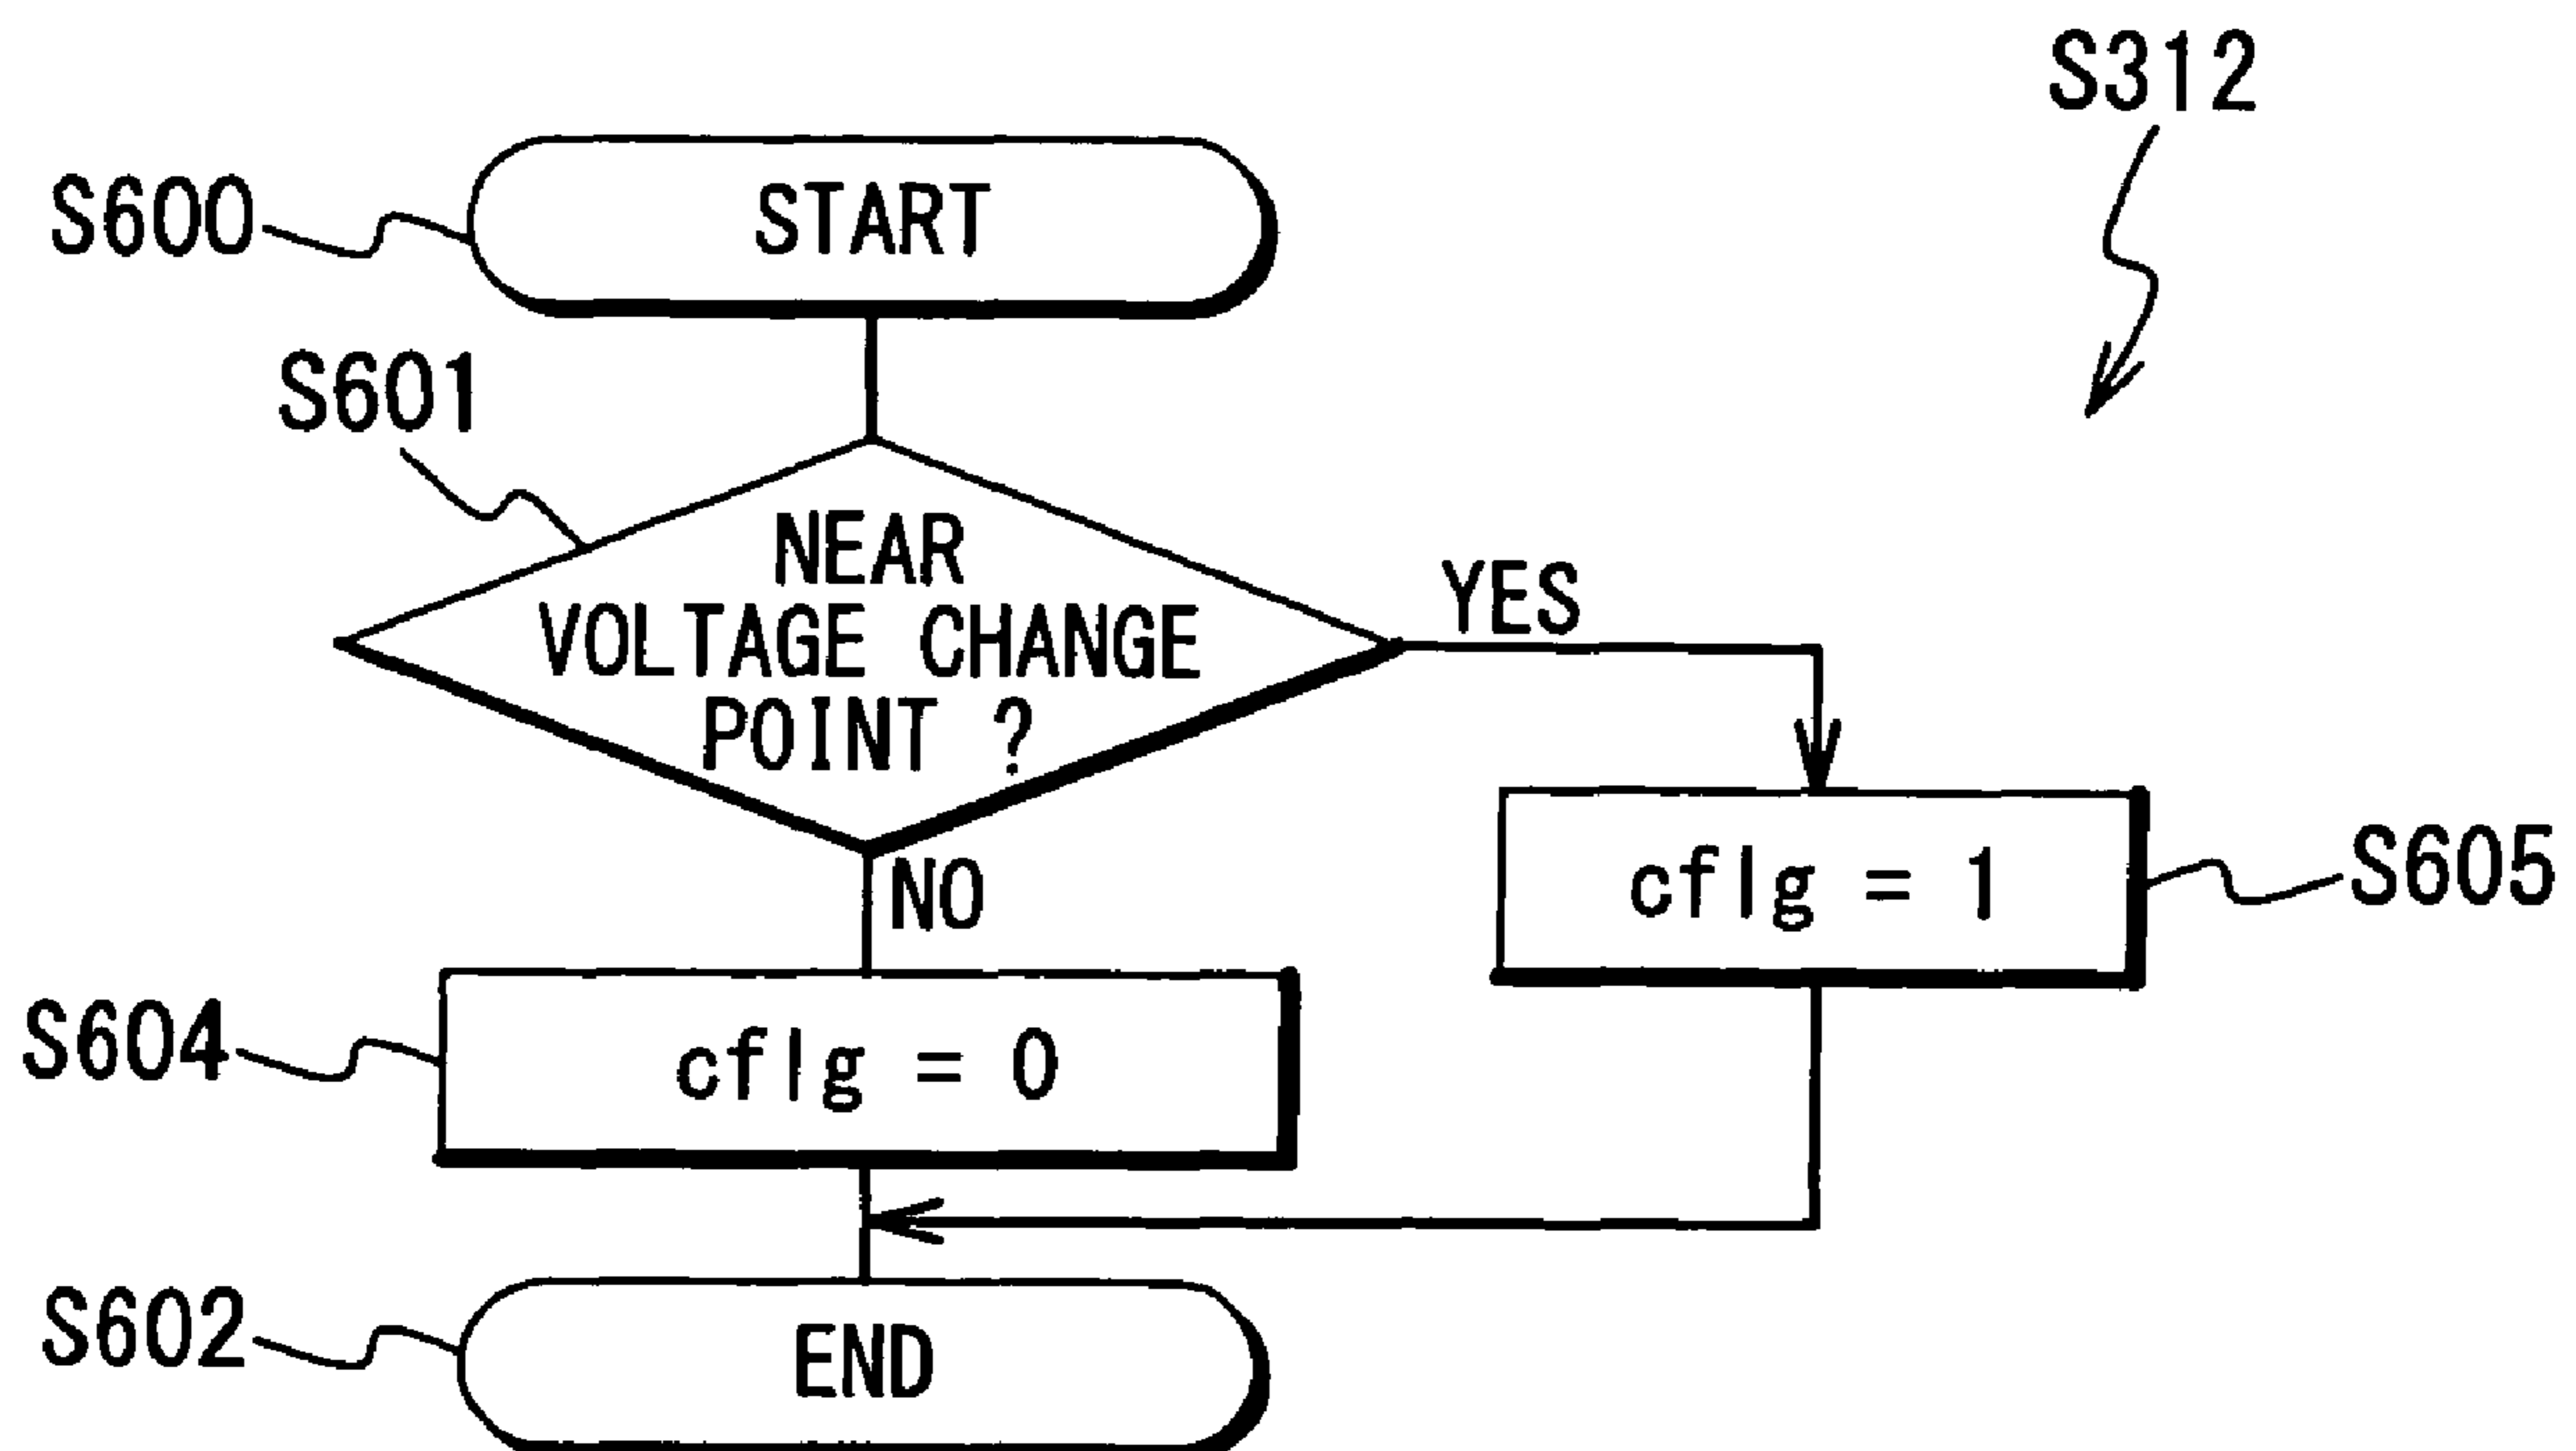 S312
S600
START
S601
NEAR
VOLTAGE CHANGE
POINT ?
YES
NO
cflg = 1
S605
S604
cflg = 0
S602
END